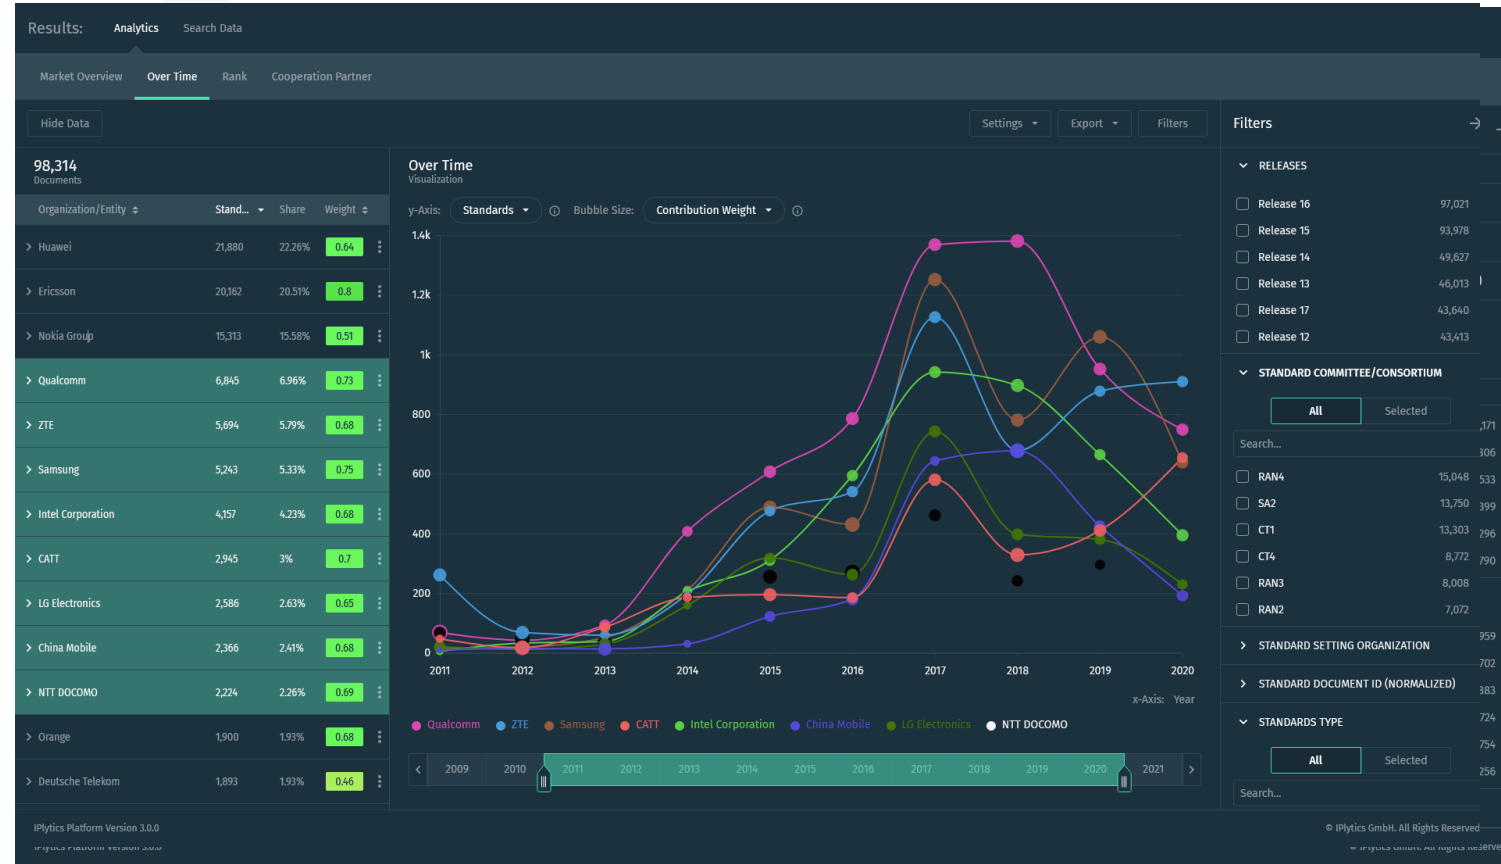 Results: Analytics Search Data
Market Overview Over Time Rank Cooperation Partner
Hide Data Settings Export Filters
98,314
Documents
Organization/Entity Stand... Share Weight
Huawei 21,880 22.26% 0.64
Ericsson 20,162 20.51% 0.8
Nokia Group 15,313 15.58% 0.51
Qualcomm 6,845 6.96% 0.73
ZTE 5,694 5.79% 0.68
Samsung 5,243 5.33% 0.75
Intel Corporation 4,157 4.23% 0.68
CATT 2,945 3% 0.7
LG Electronics 2,586 2.63% 0.65
China Mobile 2,366 2.41% 0.68
NTT DOCOMO 2,224 2.26% 0.69
Orange 1,900 1.93% 0.68
Deutsche Telekom 1,893 1.93% 0.46
Over Time
Visualization
y-Axis: Standards Bubble Size: Contribution Weight
1.4k
1.2k
1k
800
600
400
200
0
2011 2012 2013 2014 2015 2016 2017 2018 2019 2020
x-Axis: Year
Qualcomm ZTE Samsung CATT Intel Corporation China Mobile LG Electronics NTT DOCOMO
2009 2010 2011 2012 2013 2014 2015 2016 2017 2018 2019 2020 2021
Filters
RELEASES
Release 16 97,021
Release 15 93,978
Release 14 49,627
Release 13 46,013
Release 17 43,640
Release 12 43,413
STANDARD COMMITTEE/CONSORTIUM
All Selected
Search...
RAN4 15,048
SA2 13,750
CT1 13,303
CT4 8,772
RAN3 8,008
RAN2 7,072
STANDARD SETTING ORGANIZATION
STANDARD DOCUMENT ID (NORMALIZED)
STANDARDS TYPE
All Selected
Search...
,171
306
533
399
296
790
959
702
383
724
754
256
IPlytics Platform Version 3.0.0 © IPlytics GmbH. All Rights Reserved